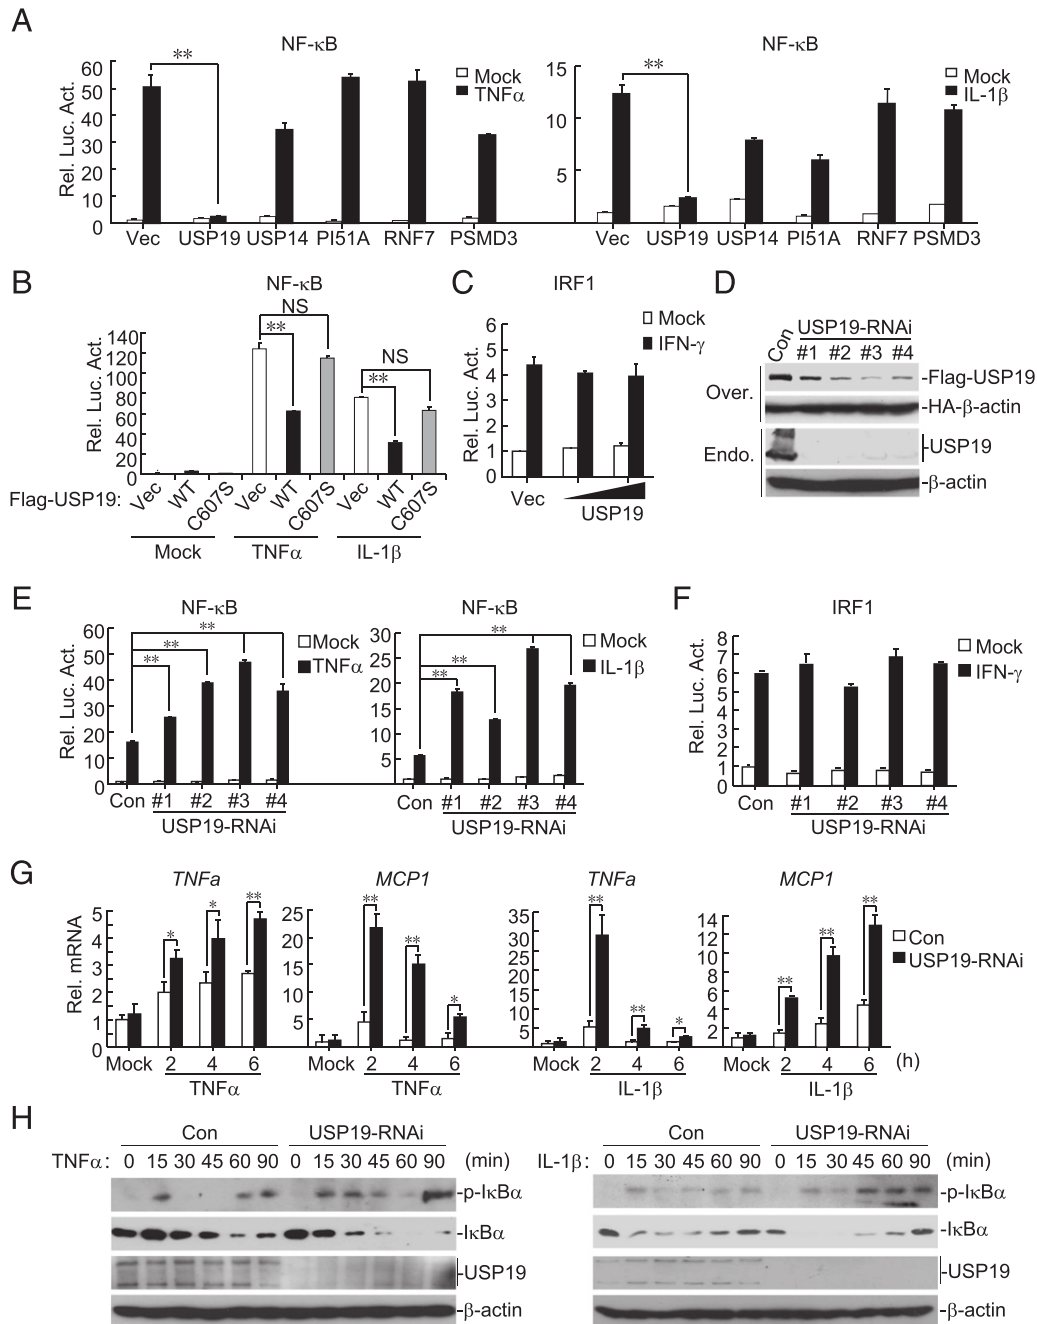 A
NF-κB
NF-κB
Rel. Luc. Act.
60
50
40
30
20
10
0
**
Mock
TNFα
Vec USP19 USP14 PI51A RNF7 PSMD3
15
10
5
**
Mock
IL-1β
Vec USP19 USP14 PI51A RNF7 PSMD3
B
NF-κB
Rel. Luc. Act.
140
120
100
80
60
40
20
0
NS
**
NS
**
Flag-USP19: Vec WT C607S Vec WT C607S Vec WT C607S
Mock TNFα IL-1β
C
IRF1
Rel. Luc. Act.
6
5
4
3
2
1
0
Mock
IFN-γ
Vec USP19
D
Con USP19-RNAi
#1 #2 #3 #4
Over.
-Flag-USP19
-HA-β-actin
Endo.
-USP19
-β-actin
E
NF-κB
NF-κB
Rel. Luc. Act.
60
50
40
30
20
10
0
**
**
**
Mock
TNFα
Con #1 #2 #3 #4
USP19-RNAi
30
25
20
15
10
5
**
**
**
Mock
IL-1β
Con #1 #2 #3 #4
USP19-RNAi
F
IRF1
Rel. Luc. Act.
8
7
6
5
4
3
2
1
0
Mock
IFN-γ
Con #1 #2 #3 #4
USP19-RNAi
G
TNFa
Rel. mRNA
5
4
3
2
1
0
* * **
Mock 2 4 6
TNFα
MCP1
25
20
15
10
5
** ** *
Mock 2 4 6
TNFα
TNFa
35
30
25
20
15
10
5
** ** *
Mock 2 4 6
IL-1β
MCP1
14
12
10
8
6
4
2
** ** **
Mock 2 4 6 (h)
IL-1β
Con
USP19-RNAi
H
Con USP19-RNAi
TNFα: 0 15 30 45 60 90 0 15 30 45 60 90 (min)
-p-IκBα
-IκBα
-USP19
-β-actin
Con USP19-RNAi
IL-1β: 0 15 30 45 60 90 0 15 30 45 60 90 (min)
-p-IκBα
-IκBα
-USP19
-β-actin